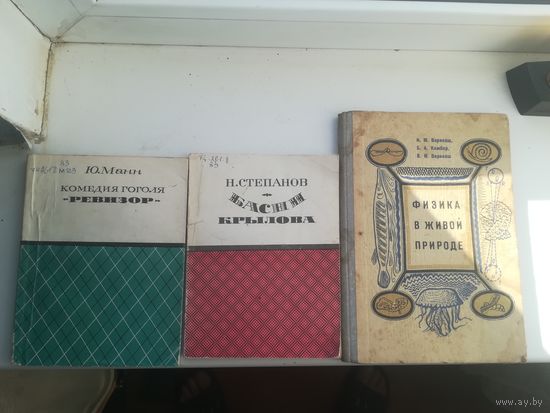 Ю. Манн
КОМЕДИЯ ГОГОЛЯ
„РЕВИЗОР"
Н. СТЕПАНОВ
БАСНИ
КРЫЛОВА
ФИЗИКА
В ЖИВОЙ
ПРИРОДЕ
www.ay.by